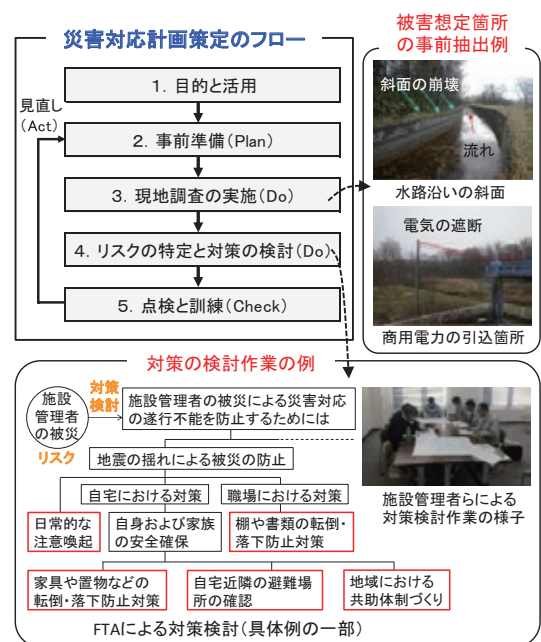 災害対応計画策定のフロー
1. 目的と活用
見直し
(Act)
2. 事前準備(Plan)
3. 現地調査の実施(Do)
4. リスクの特定と対策の検討(Do)
5. 点検と訓練(Check)
被害想定箇所
の事前抽出例
斜面の崩壊
流れ
水路沿いの斜面
電気の遮断
商用電力の引込箇所
対策の検討作業の例
施設
管理者
の被災
リスク
対策
検討
施設管理者の被災による災害対応
の遂行不能を防止するためには
地震の揺れによる被災の防止
自宅における対策
職場における対策
日常的な
注意喚起
自身および家族
の安全確保
棚や書類の転倒・
落下防止対策
家具や置物などの
転倒・落下防止対策
自宅近隣の避難場
所の確認
地域における
共助体制づくり
FTAによる対策検討(具体例の一部)
施設管理者らによる
対策検討作業の様子